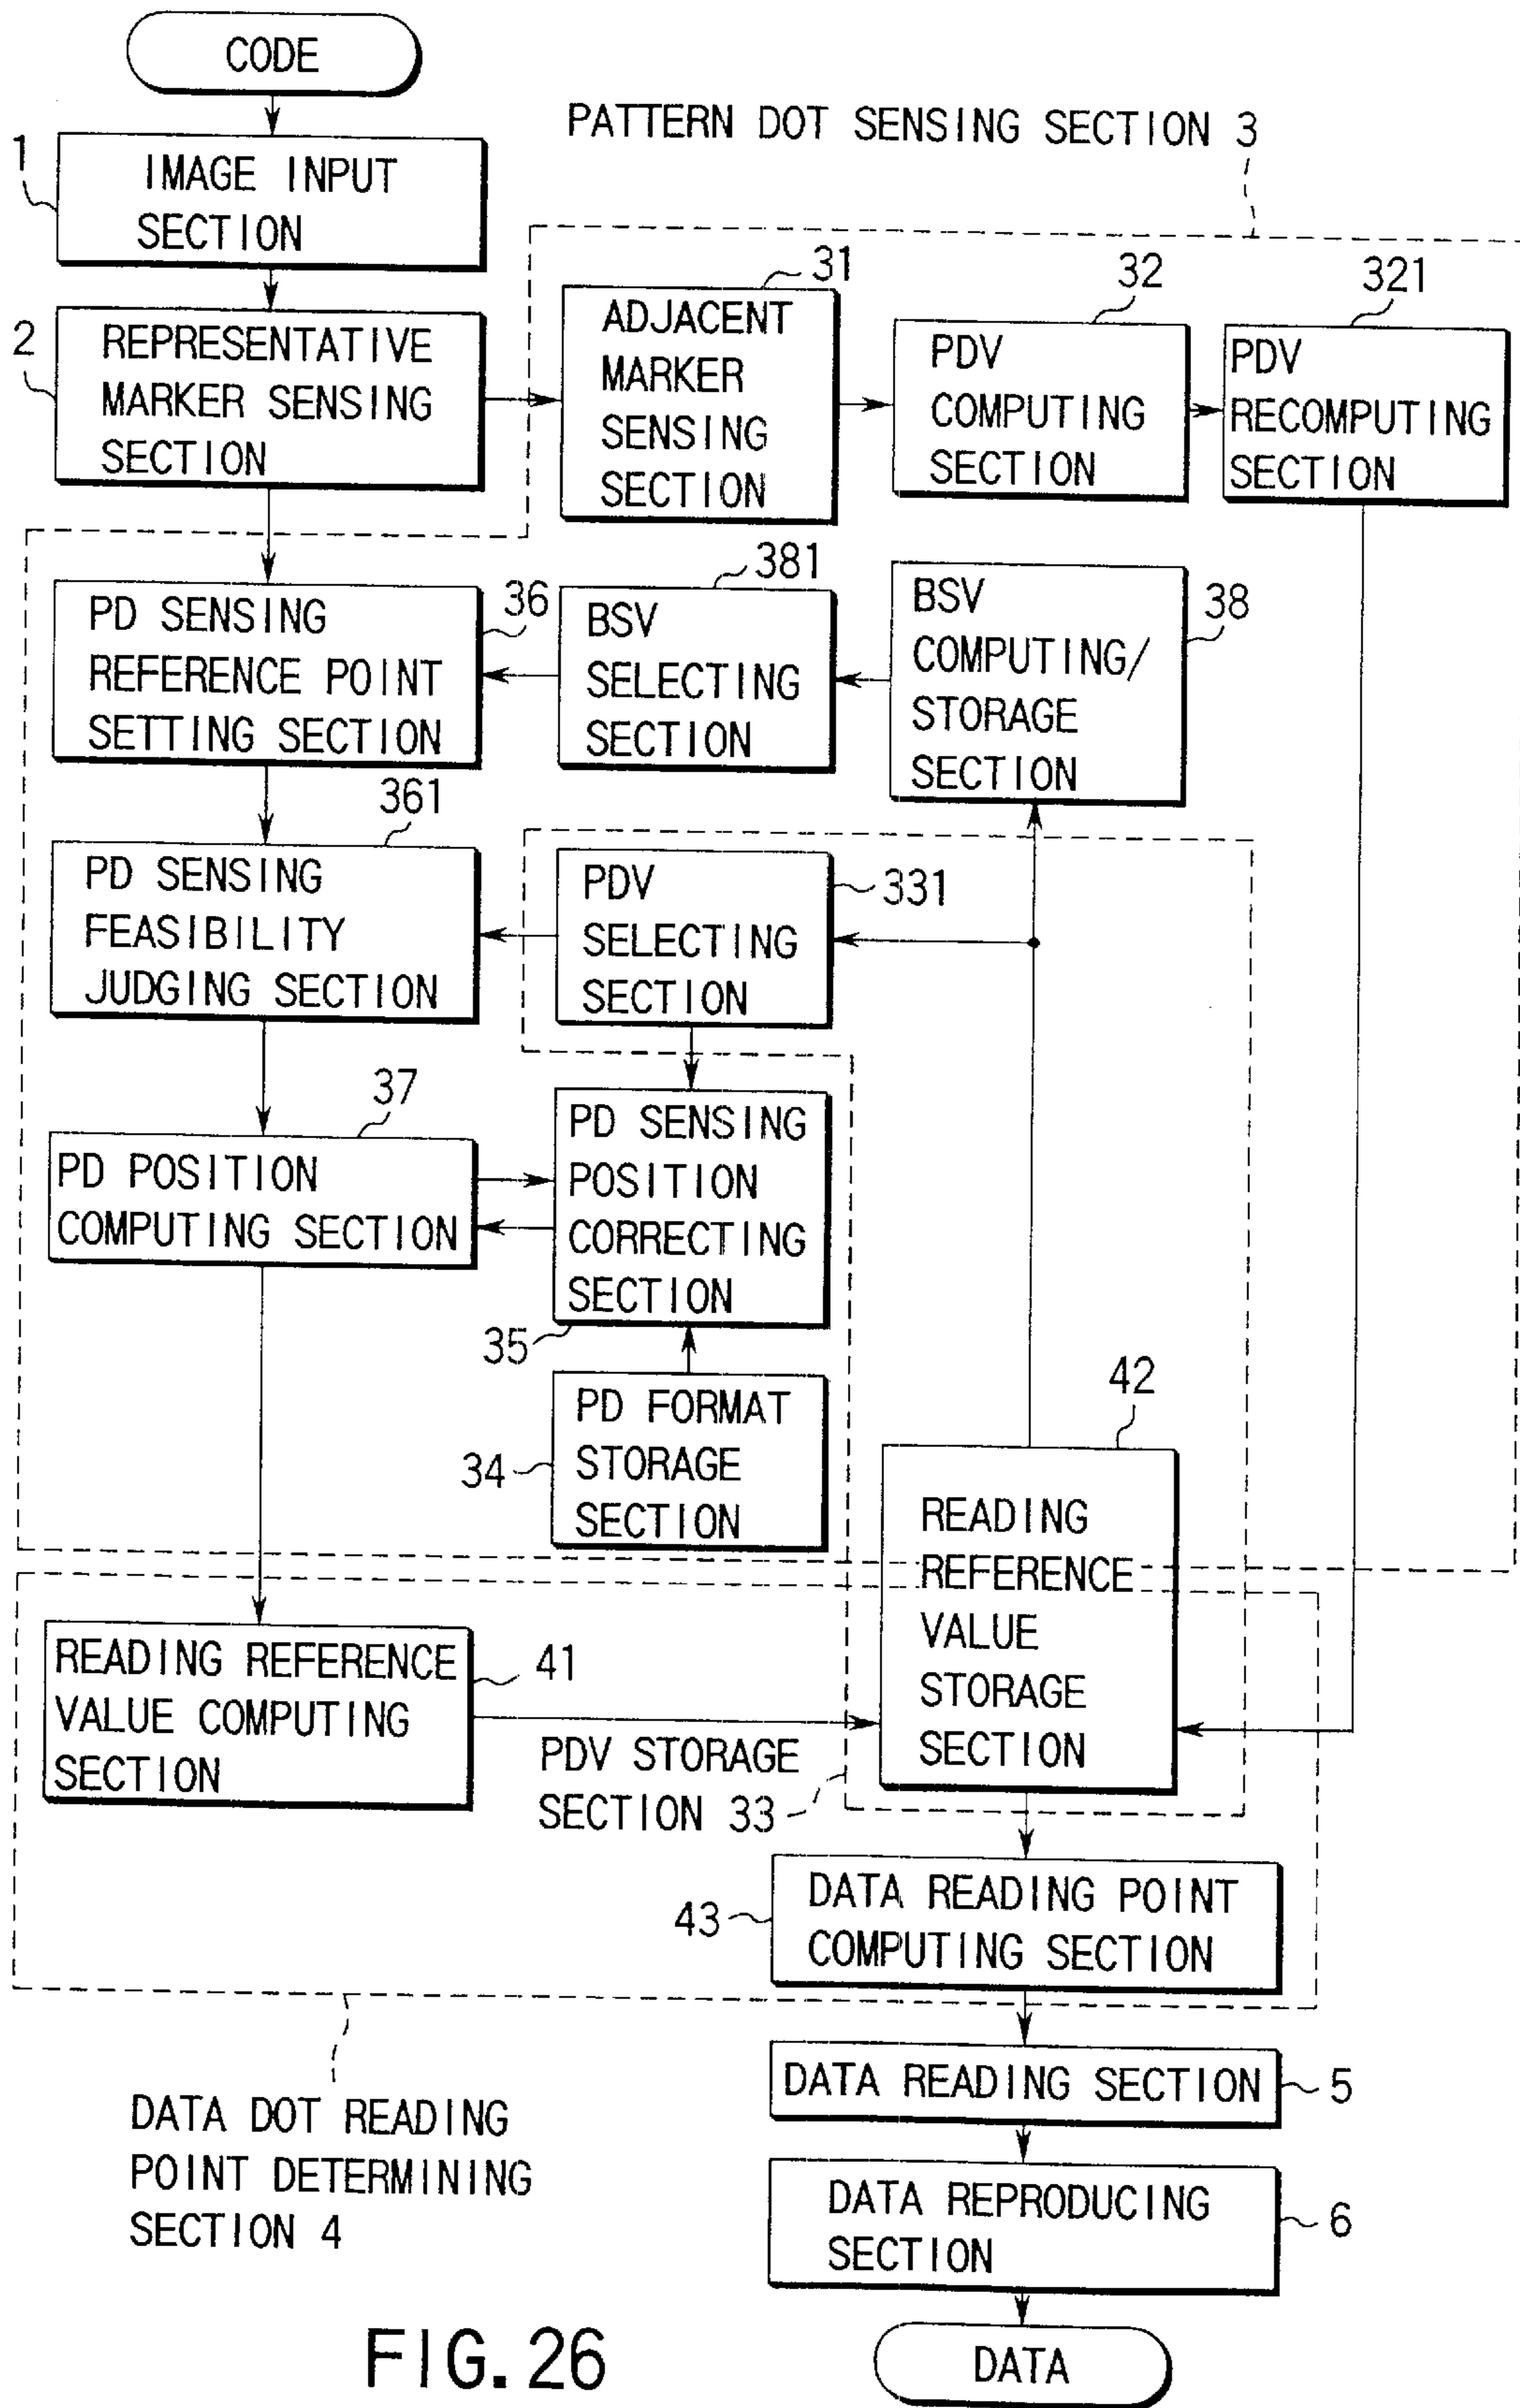 CODE
PATTERN DOT SENSING SECTION 3
1
IMAGE INPUT
SECTION
2
REPRESENTATIVE
MARKER SENSING
SECTION
31
ADJACENT
MARKER
SENSING
SECTION
32
PDV
COMPUTING
SECTION
321
PDV
RECOMPUTING
SECTION
36
PD SENSING
REFERENCE POINT
SETTING SECTION
381
BSV
SELECTING
SECTION
38
BSV
COMPUTING/
STORAGE
SECTION
361
PD SENSING
FEASIBILITY
JUDGING SECTION
331
PDV
SELECTING
SECTION
37
PD POSITION
COMPUTING SECTION
PD SENSING
POSITION
CORRECTING
SECTION
35
34
PD FORMAT
STORAGE
SECTION
42
READING
REFERENCE
VALUE
STORAGE
SECTION
READING REFERENCE
VALUE COMPUTING
SECTION
41
PDV STORAGE
SECTION 33
43
DATA READING POINT
COMPUTING SECTION
DATA READING SECTION
5
DATA DOT READING
POINT DETERMINING
SECTION 4
DATA REPRODUCING
SECTION
6
DATA
FIG. 26